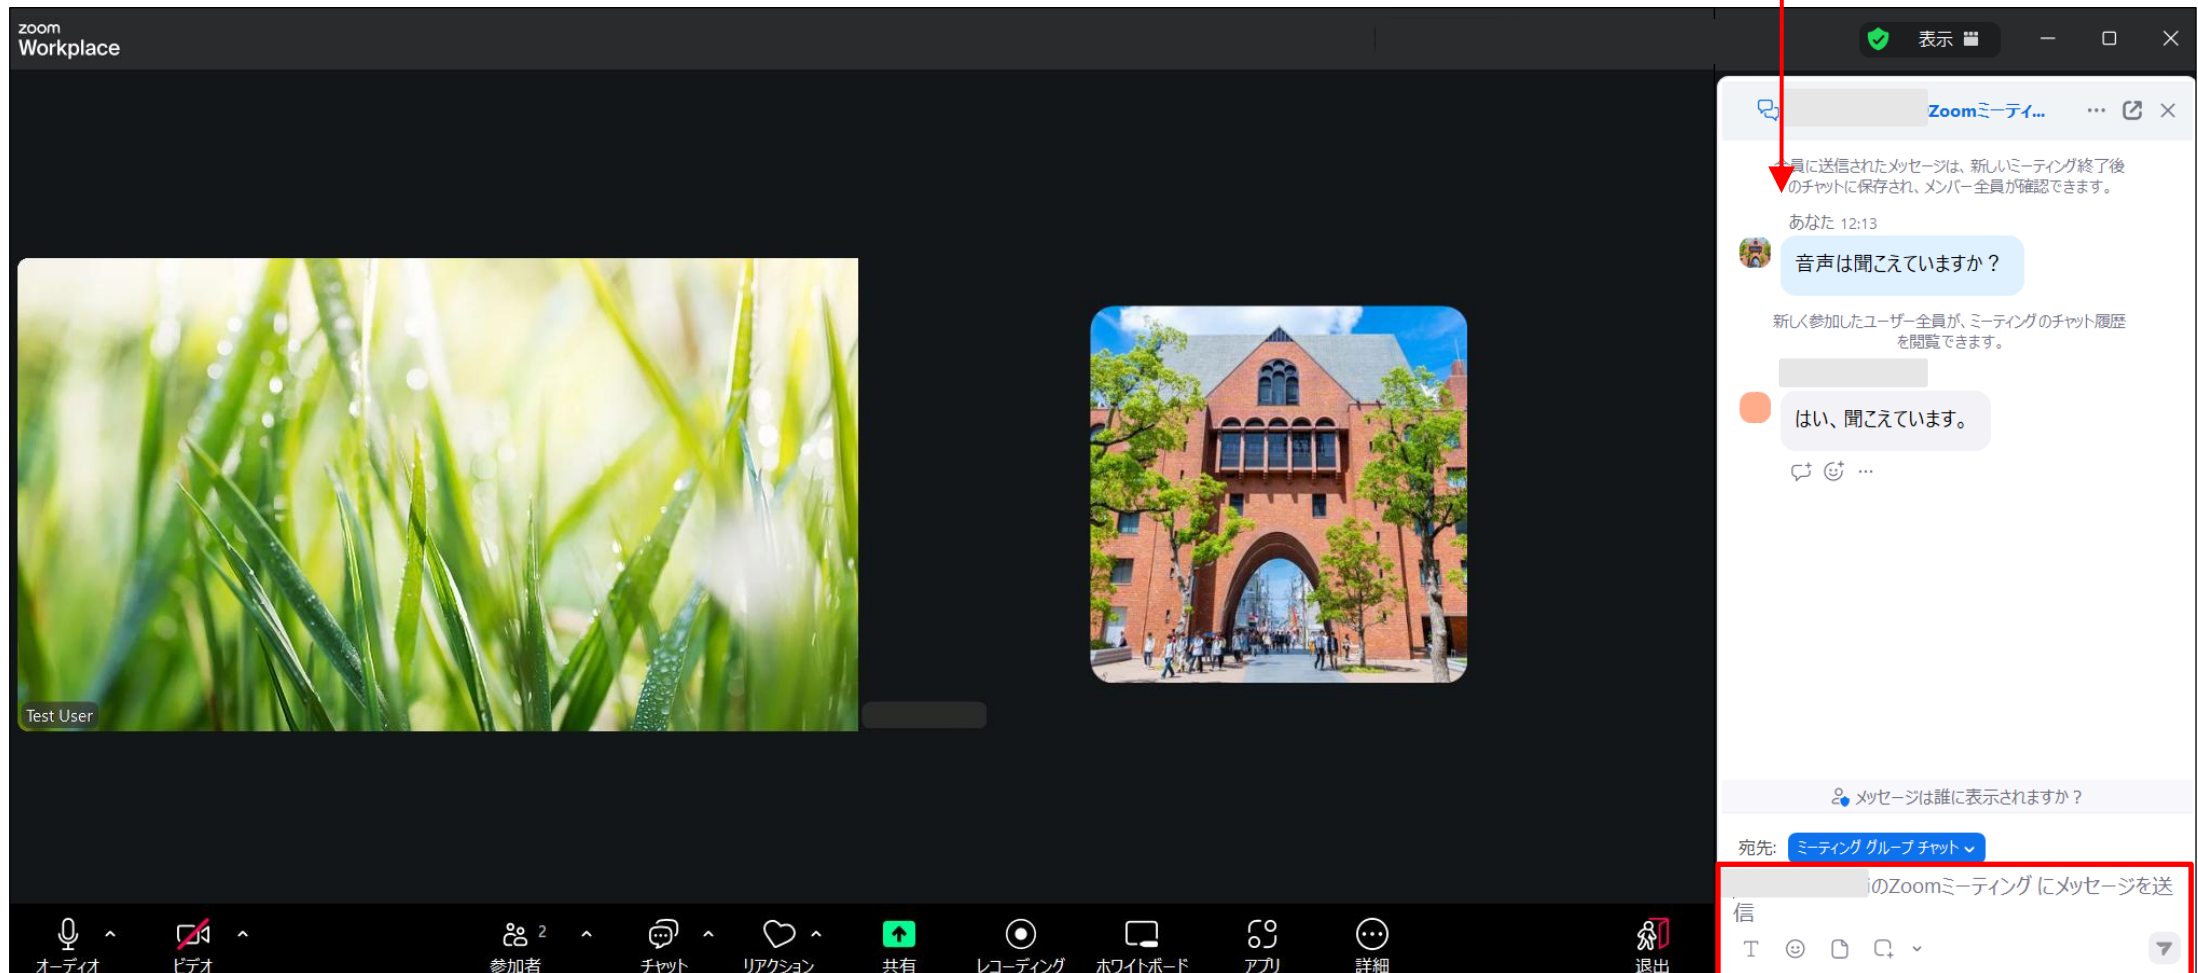 zoom
Workplace
表示
Zoomミーティ...
全員に送信されたメッセージは、新しいミーティング終了後
のチャットに保存され、メンバー全員が確認できます。
あなた 12:13
音声は聞こえていますか？
新しく参加したユーザー全員が、ミーティングのチャット履歴
を閲覧できます。
はい、聞こえています。
メッセージは誰に表示されますか？
宛先: ミーティング グループ チャット
のZoomミーティング にメッセージを送
信
Test User
オーディオ
ビデオ
参加者 2
チャット
リアクション
共有
レコーディング
ホワイトボード
アプリ
詳細
退出